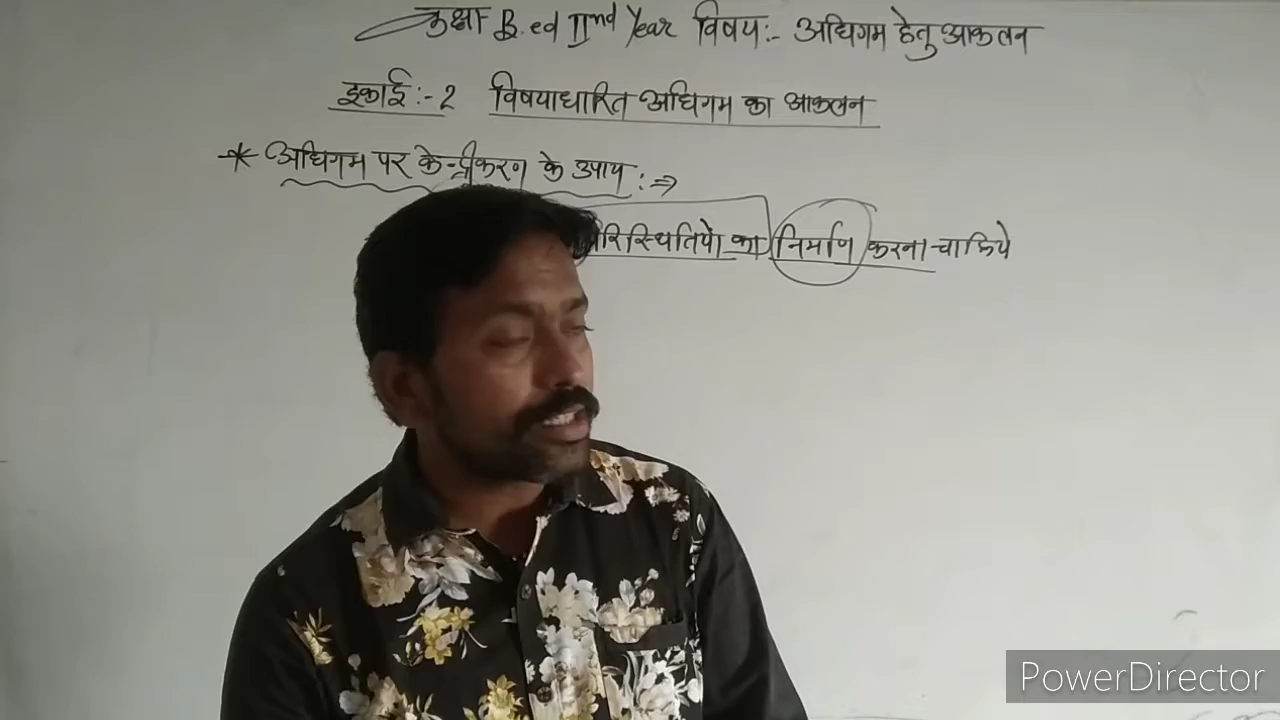 कक्षा B.ed IInd Year विषय:- अधिगम हेतु आकलन
इकाई:- 2 विषयाधारित अधिगम का आकलन
* अधिगम पर केन्द्रीकरण के उपाय :⇒
का निर्माण करना चाहिये
PowerDirector